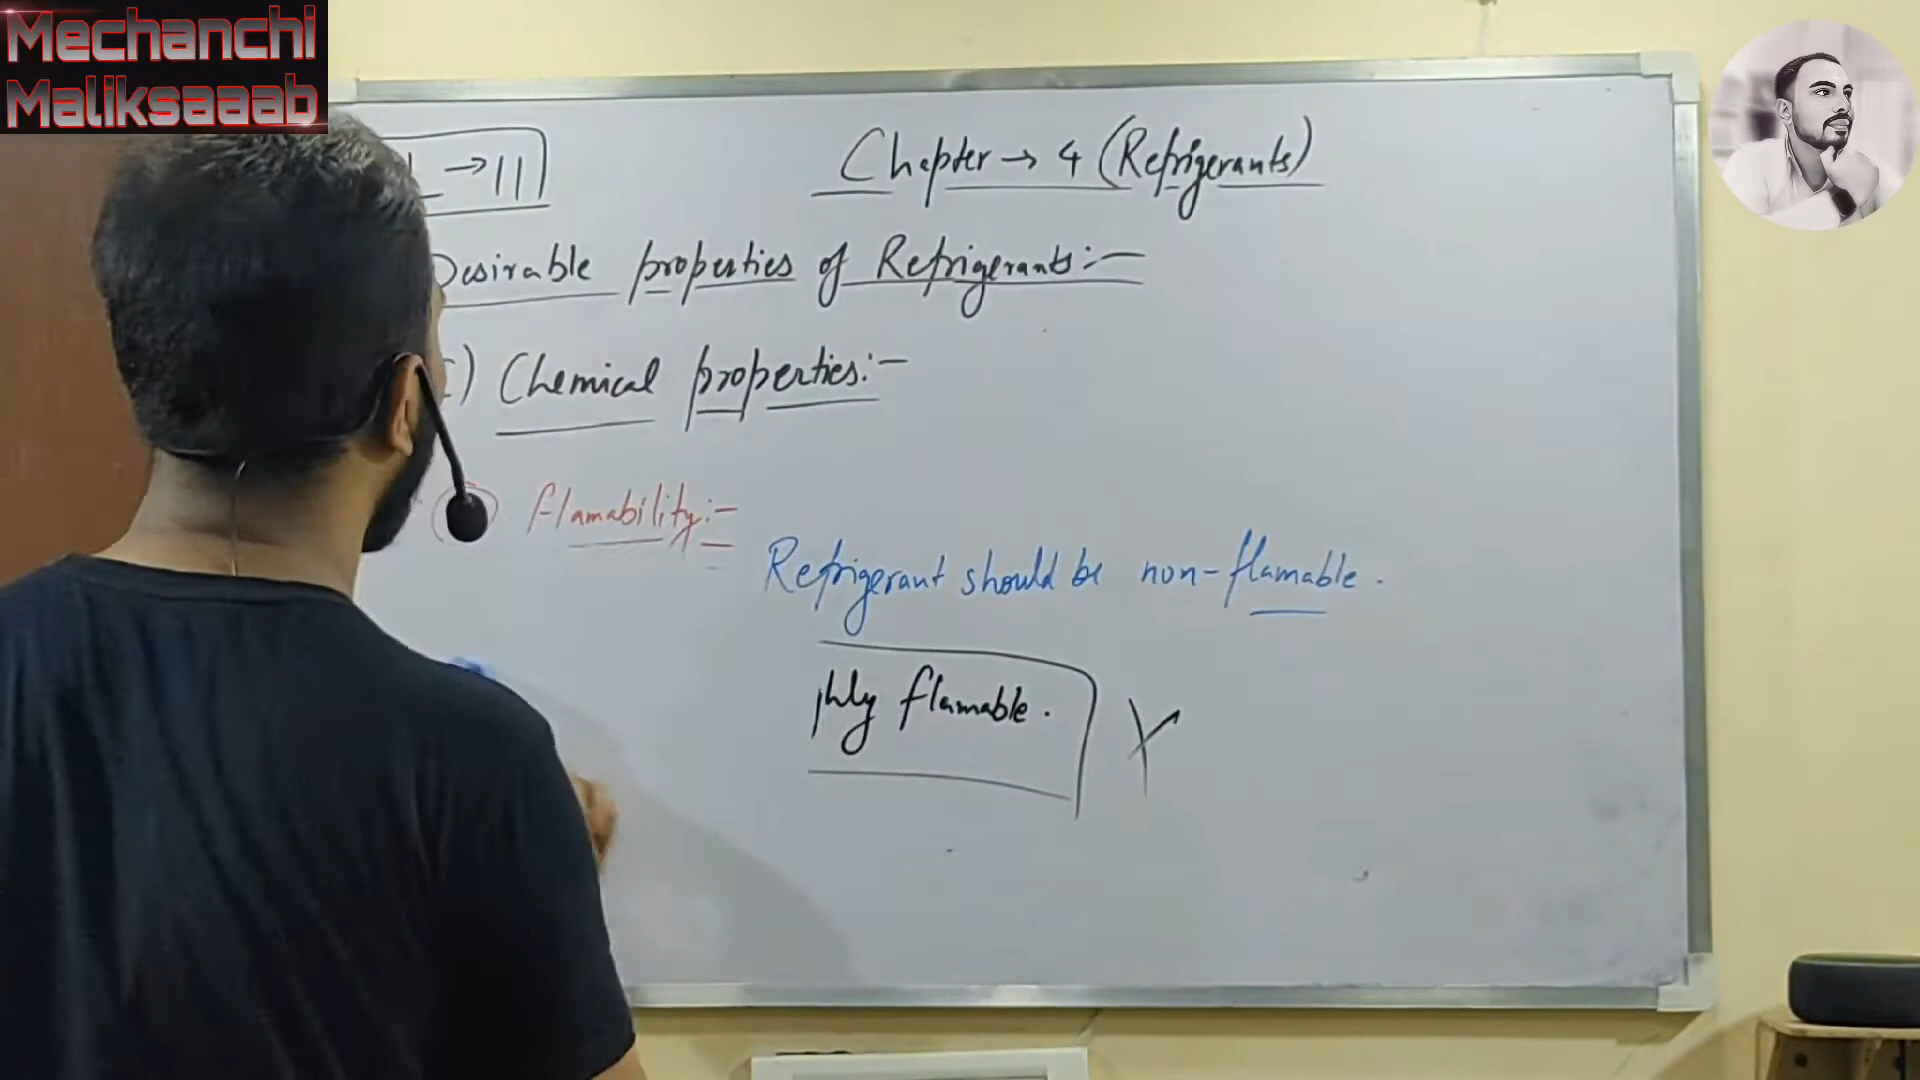 Mechanchi
Maliksaaab
→ 11
Chapter → 4 (Refrigerants)
Desirable properties of Refrigerants:-
) Chemical properties:-
flamability:-
Refrigerant should be non-flamable.
flamable.